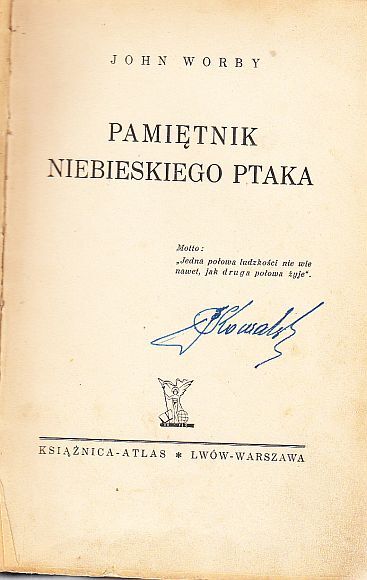 JOHN WORBY
PAMIĘTNIK
NIEBIESKIEGO PTAKA
Motto:
„Jedna połowa ludzkości nie wie
nawet, jak druga połowa żyje".
Kowalski
KSIĄŻNICA-ATLAS * LWÓW-WARSZAWA